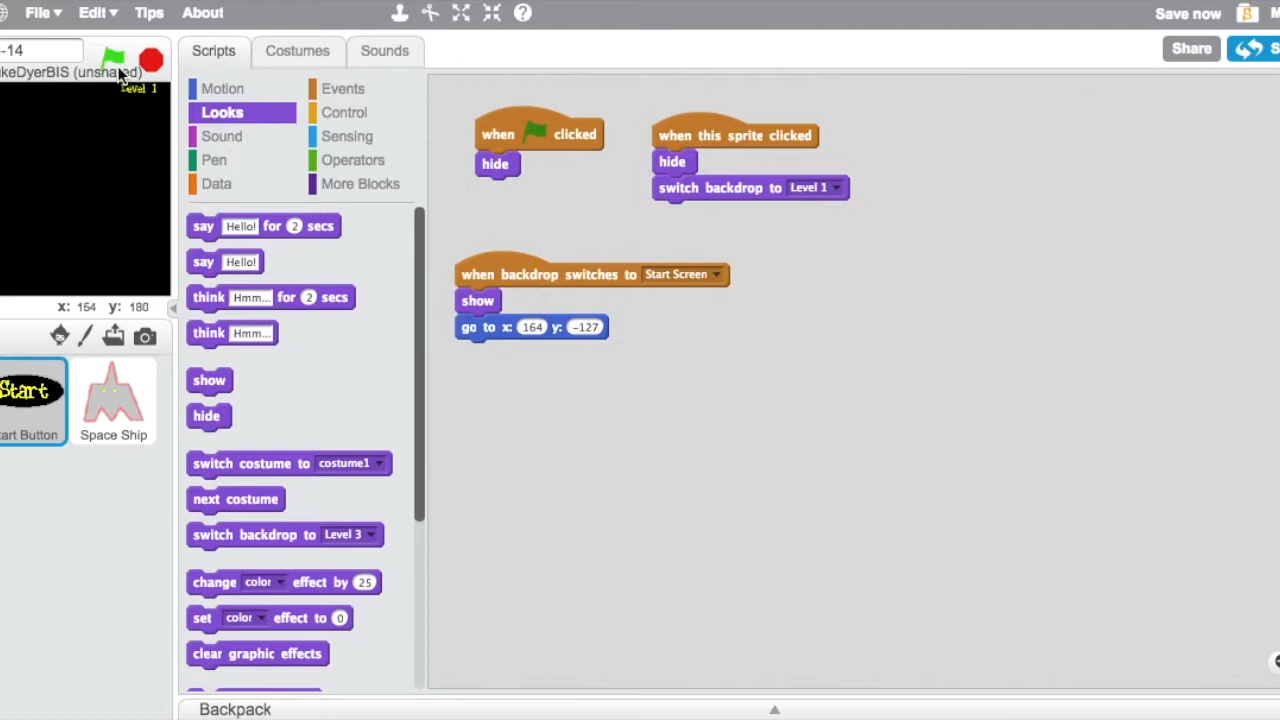 File Edit Tips About Save now
-14
Share
ikeDyerBIS (unshared)
Level 1
x: 154 y: 180
Start
tart Button
Space Ship
Scripts Costumes Sounds
Motion Events
Looks Control
Sound Sensing
Pen Operators
Data More Blocks
say Hello! for 2 secs
say Hello!
think Hmm... for 2 secs
think Hmm...
show
hide
switch costume to costume1
next costume
switch backdrop to Level 3
change color effect by 25
set color effect to 0
clear graphic effects
when clicked
hide
when this sprite clicked
hide
switch backdrop to Level 1
when backdrop switches to Start Screen
show
go to x: 164 y: -127
Backpack